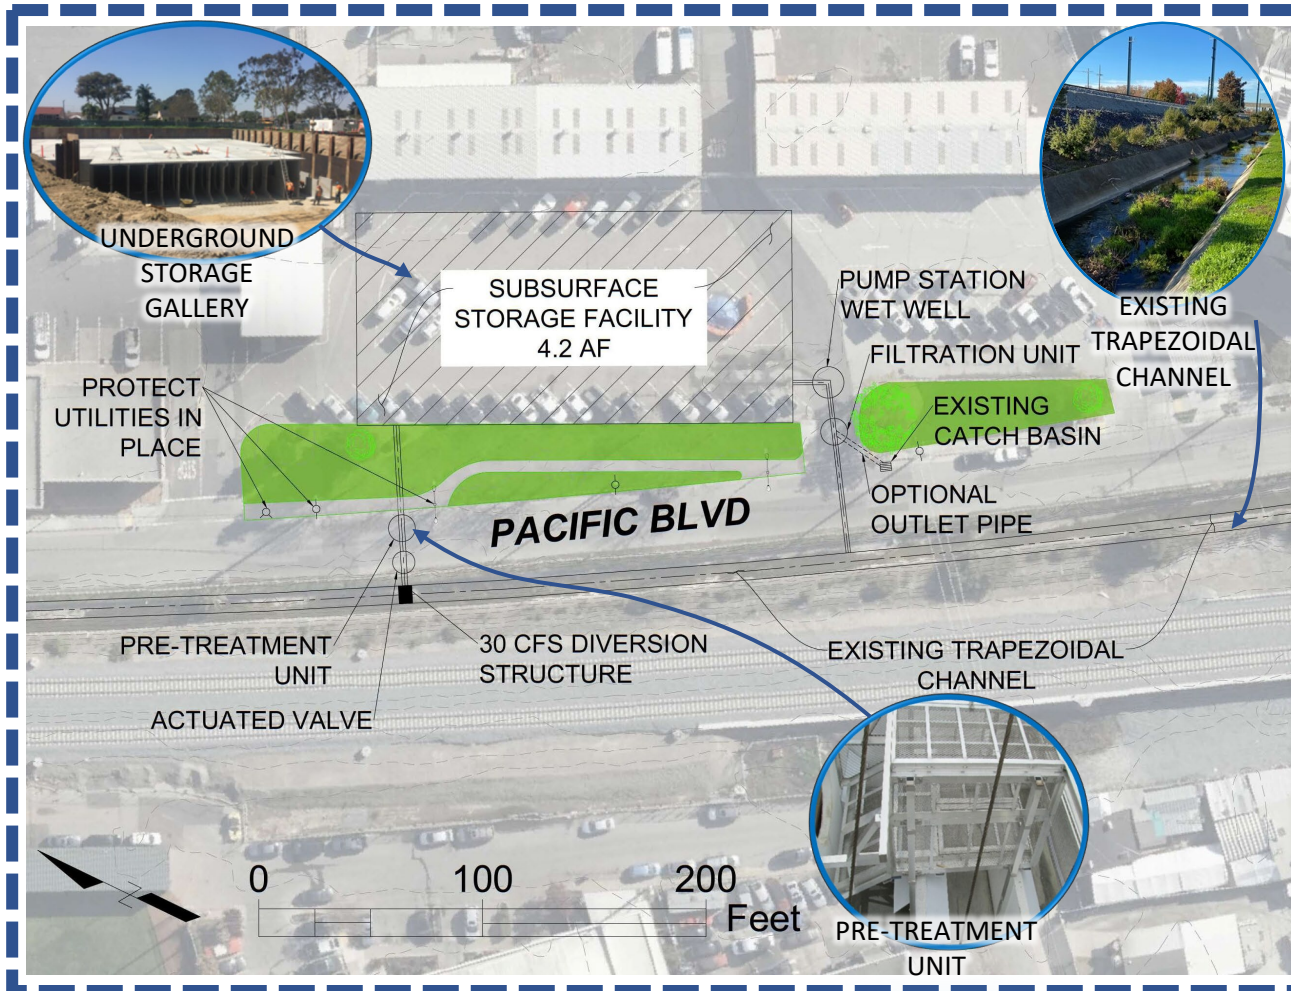 UNDERGROUND
STORAGE
GALLERY
SUBSURFACE
STORAGE FACILITY
4.2 AF
PUMP STATION
WET WELL
EXISTING
TRAPEZOIDAL
CHANNEL
FILTRATION UNIT
PROTECT
UTILITIES IN
PLACE
EXISTING
CATCH BASIN
OPTIONAL
OUTLET PIPE
PACIFIC BLVD
PRE-TREATMENT
UNIT
30 CFS DIVERSION
STRUCTURE
EXISTING TRAPEZOIDAL
CHANNEL
ACTUATED VALVE
0 100 200
Feet
PRE-TREATMENT
UNIT